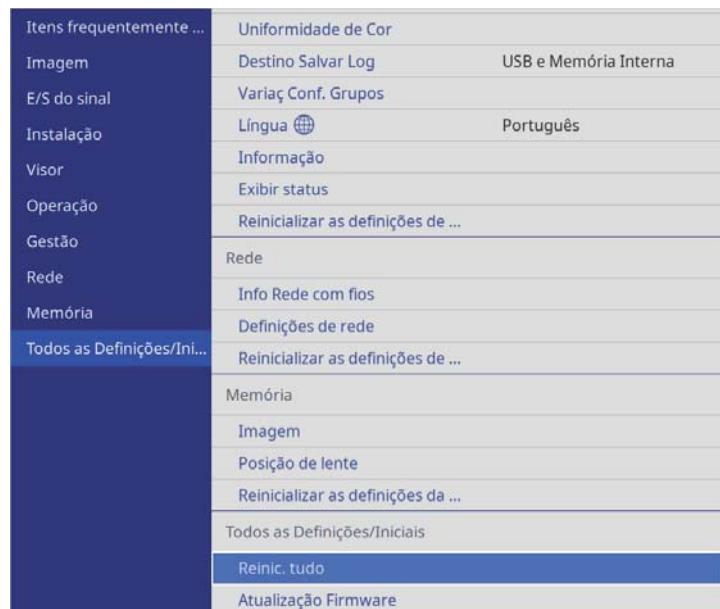 Itens frequentemente ...
Imagem
E/S do sinal
Instalação
Visor
Operação
Gestão
Rede
Memória
Todos as Definições/Ini...
Uniformidade de Cor
Destino Salvar Log USB e Memória Interna
Variaç Conf. Grupos
Língua Português
Informação
Exibir status
Reinicializar as definições de ...
Rede
Info Rede com fios
Definições de rede
Reinicializar as definições de ...
Memória
Imagem
Posição de lente
Reinicializar as definições da ...
Todos as Definições/Iniciais
Reinic. tudo
Atualização Firmware